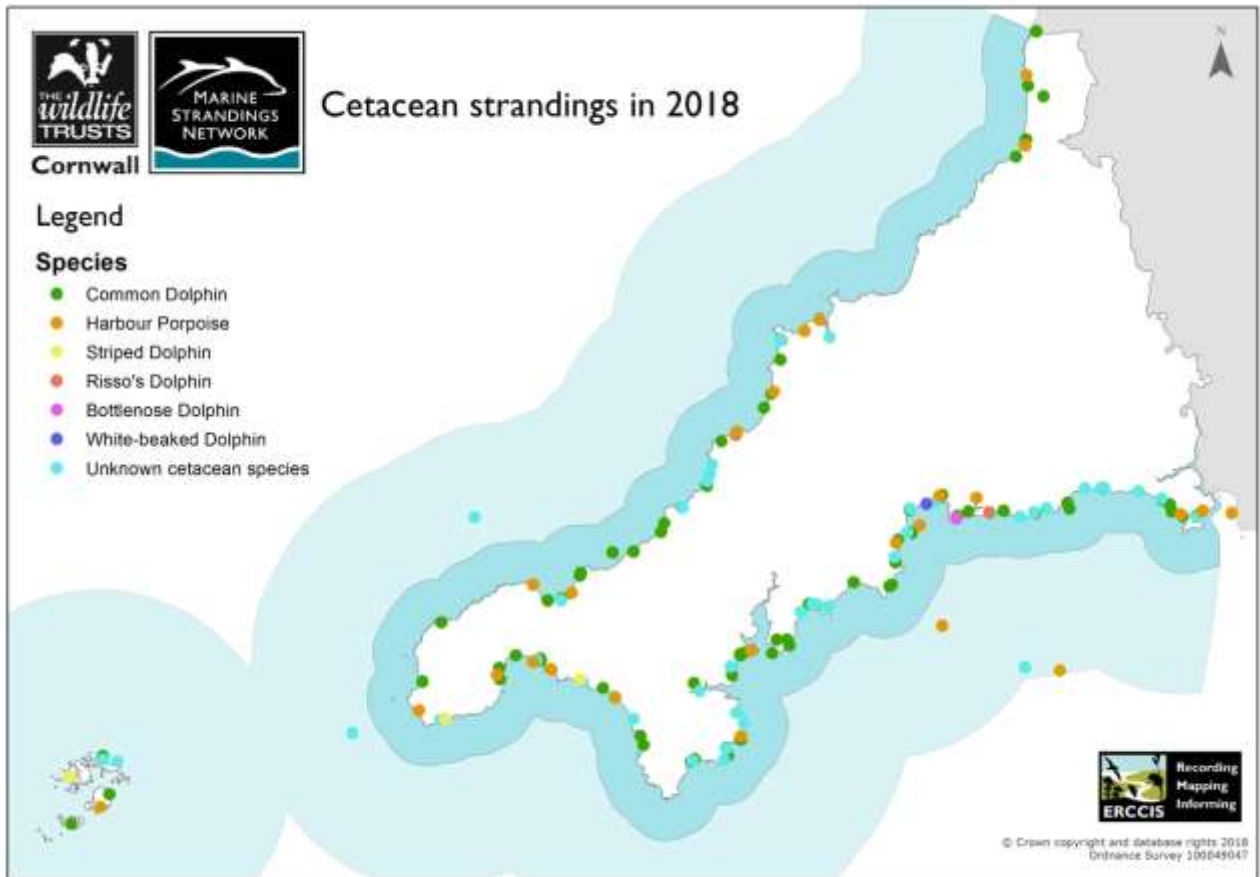 THE
wildlife
TRUSTS
Cornwall
MARINE
STRANDINGS
NETWORK
Cetacean strandings in 2018
N
Legend
Species
Common Dolphin
Harbour Porpoise
Striped Dolphin
Risso's Dolphin
Bottlenose Dolphin
White-beaked Dolphin
Unknown cetacean species
ERCCIS
Recording
Mapping
Informing
© Crown copyright and database rights 2018
Ordnance Survey 100049047